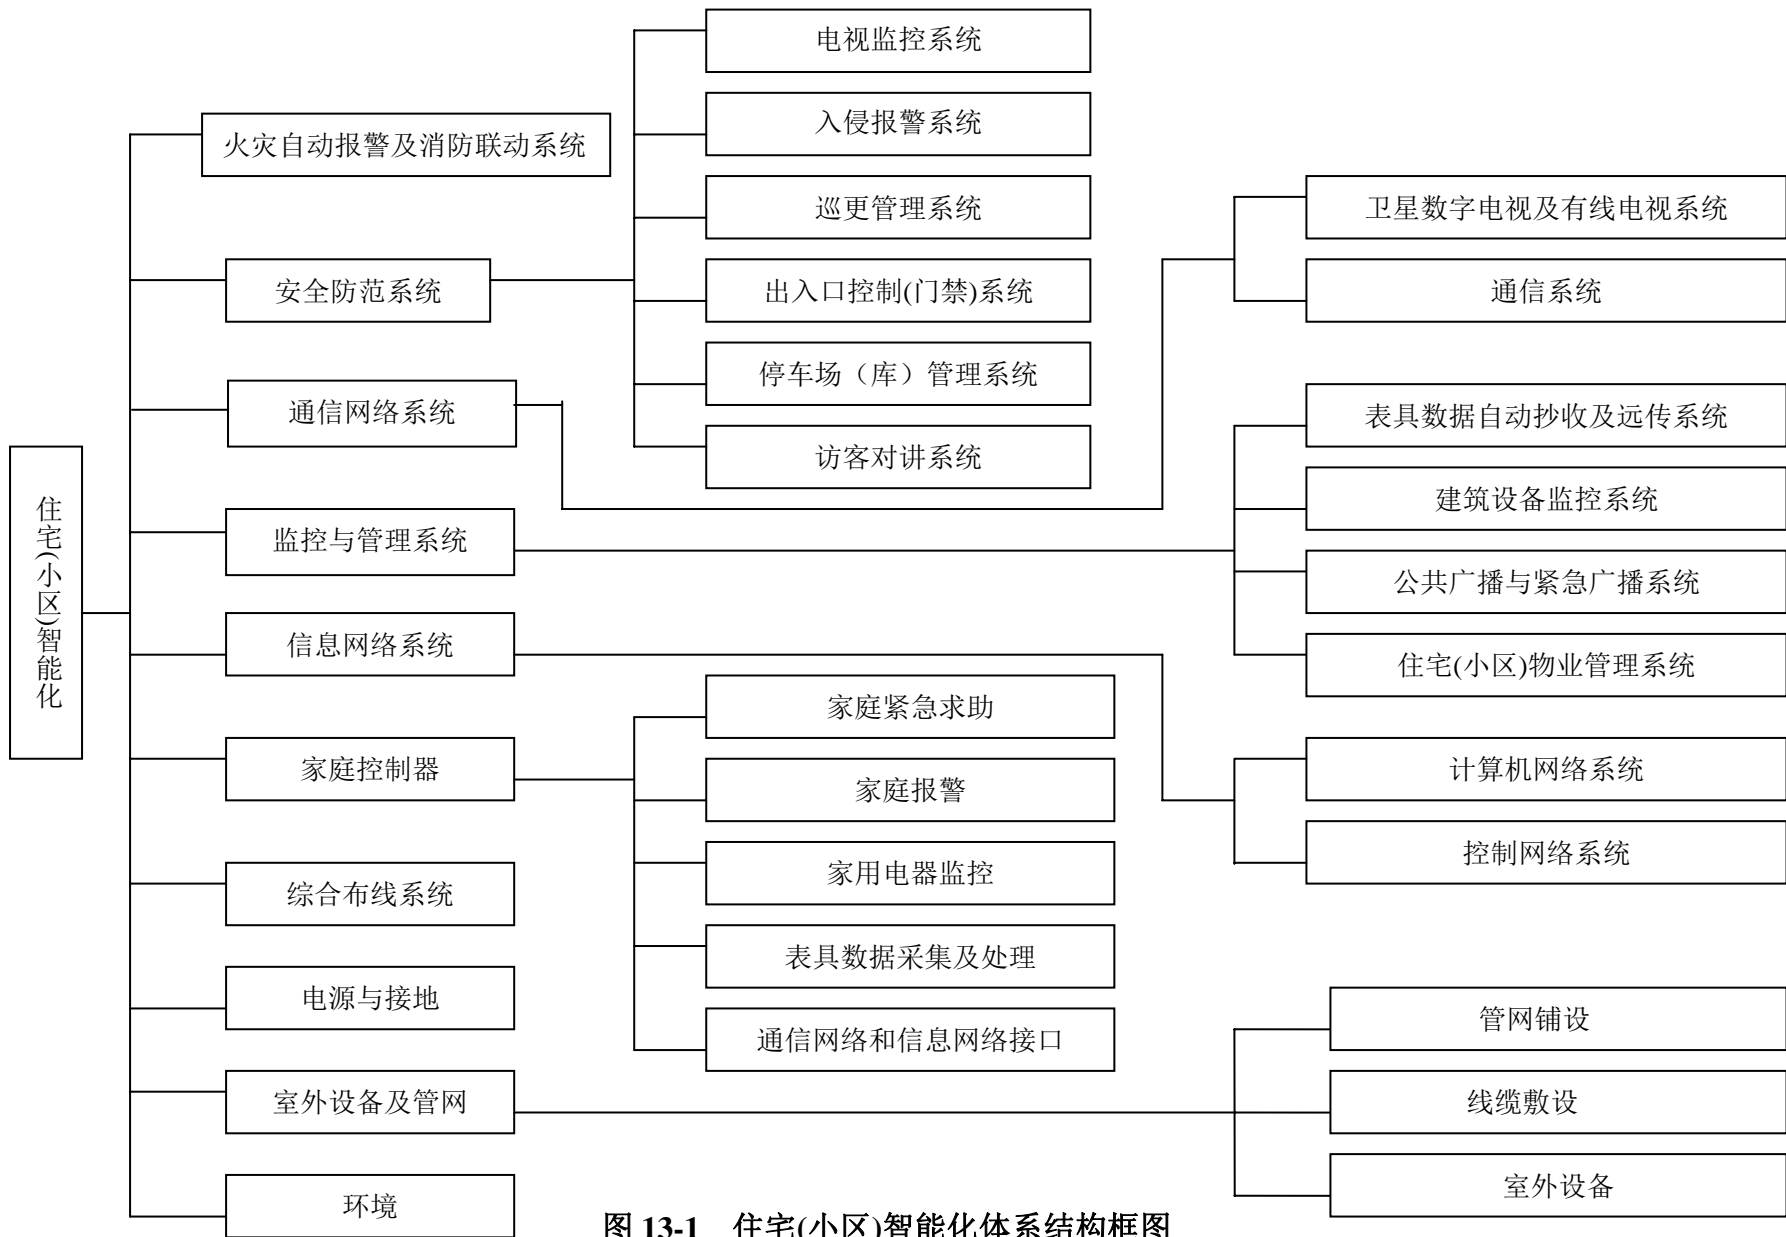 住宅(小区)智能化
火灾自动报警及消防联动系统
安全防范系统
通信网络系统
监控与管理系统
信息网络系统
家庭控制器
综合布线系统
电源与接地
室外设备及管网
环境
电视监控系统
入侵报警系统
巡更管理系统
出入口控制(门禁)系统
停车场（库）管理系统
访客对讲系统
家庭紧急求助
家庭报警
家用电器监控
表具数据采集及处理
通信网络和信息网络接口
卫星数字电视及有线电视系统
通信系统
表具数据自动抄收及远传系统
建筑设备监控系统
公共广播与紧急广播系统
住宅(小区)物业管理系统
计算机网络系统
控制网络系统
管网铺设
线缆敷设
室外设备
图 13-1 住宅(小区)智能化体系结构框图